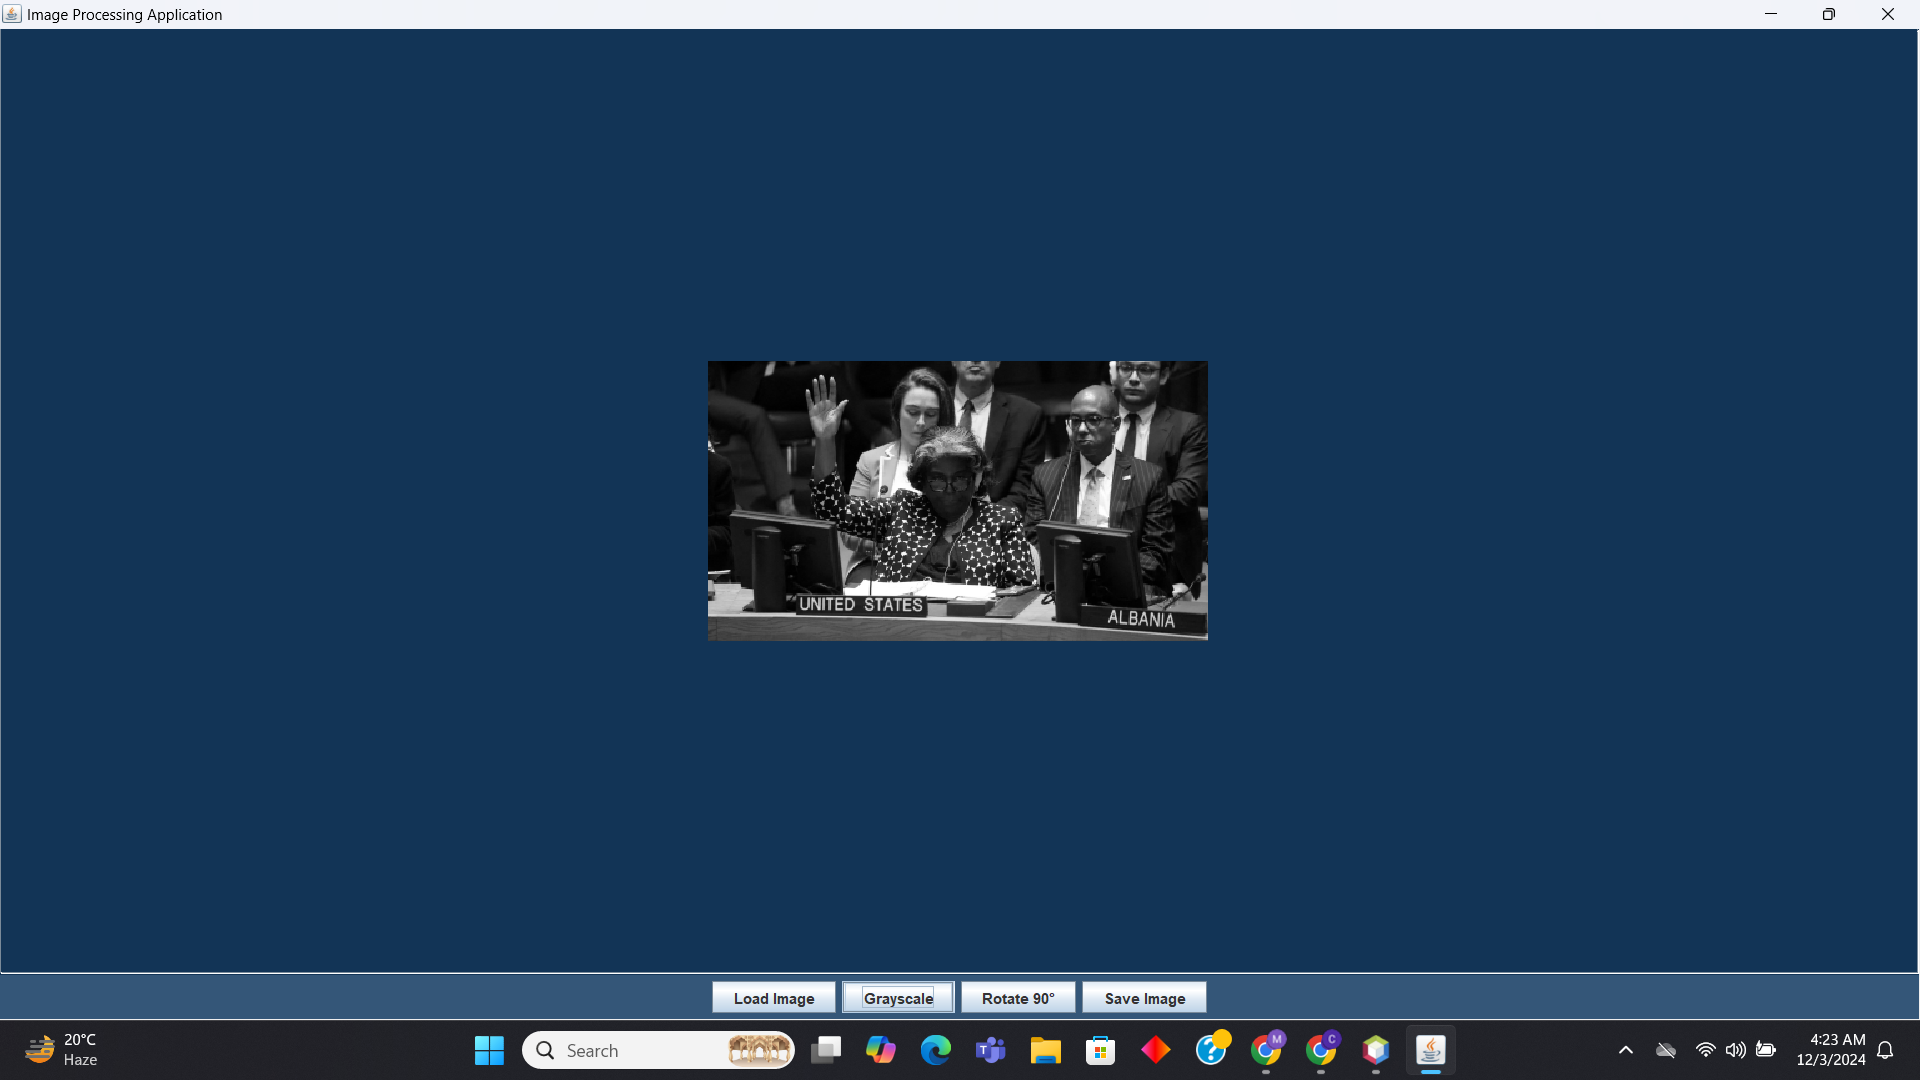 Image Processing Application
UNITED STATES
ALBANIA
Load Image
Grayscale
Rotate 90°
Save Image
20°C
Haze
Search
M
C
4:23 AM
12/3/2024